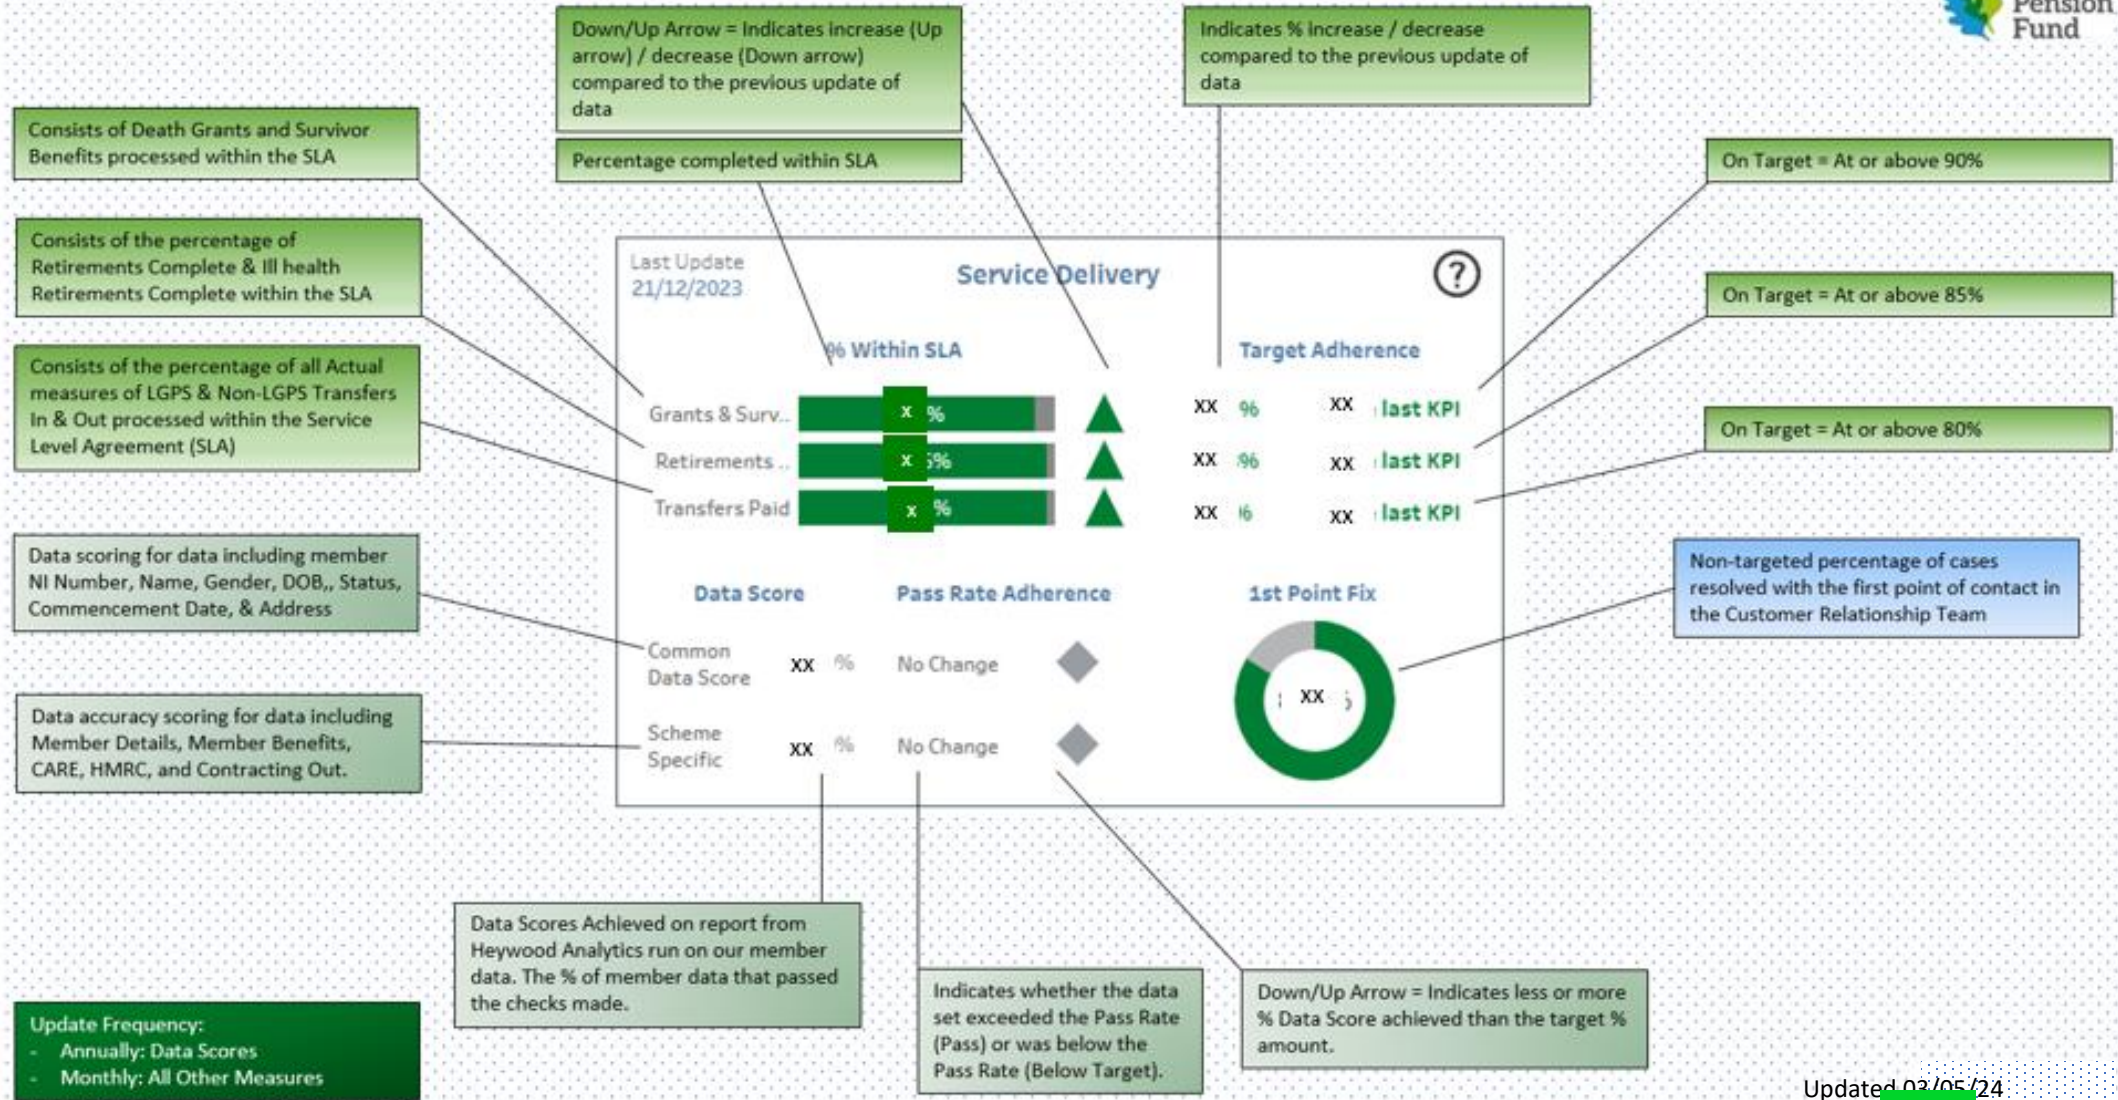 Pension
Fund
Down/Up Arrow = Indicates increase (Up
arrow) / decrease (Down arrow)
compared to the previous update of
data
Indicates % increase / decrease
compared to the previous update of
data
Consists of Death Grants and Survivor
Benefits processed within the SLA
Percentage completed within SLA
On Target = At or above 90%
Consists of the percentage of
Retirements Complete & Ill health
Retirements Complete within the SLA
On Target = At or above 85%
Consists of the percentage of all Actual
measures of LGPS & Non-LGPS Transfers
In & Out processed within the Service
Level Agreement (SLA)
On Target = At or above 80%
Last Update
21/12/2023
Service Delivery
?
% Within SLA
Target Adherence
Grants & Surv..
x %
xx %
xx last KPI
Retirements ..
x %
xx %
xx last KPI
Transfers Paid
x %
xx %
xx last KPI
Data scoring for data including member
NI Number, Name, Gender, DOB,, Status,
Commencement Date, & Address
Non-targeted percentage of cases
resolved with the first point of contact in
the Customer Relationship Team
Data Score
Pass Rate Adherence
1st Point Fix
Common
Data Score
xx %
No Change
Scheme
Specific
xx %
No Change
xx
Data accuracy scoring for data including
Member Details, Member Benefits,
CARE, HMRC, and Contracting Out.
Data Scores Achieved on report from
Heywood Analytics run on our member
data. The % of member data that passed
the checks made.
Indicates whether the data
set exceeded the Pass Rate
(Pass) or was below the
Pass Rate (Below Target).
Down/Up Arrow = Indicates less or more
% Data Score achieved than the target %
amount.
Update Frequency:
- Annually: Data Scores
- Monthly: All Other Measures
Updated 03/05/24